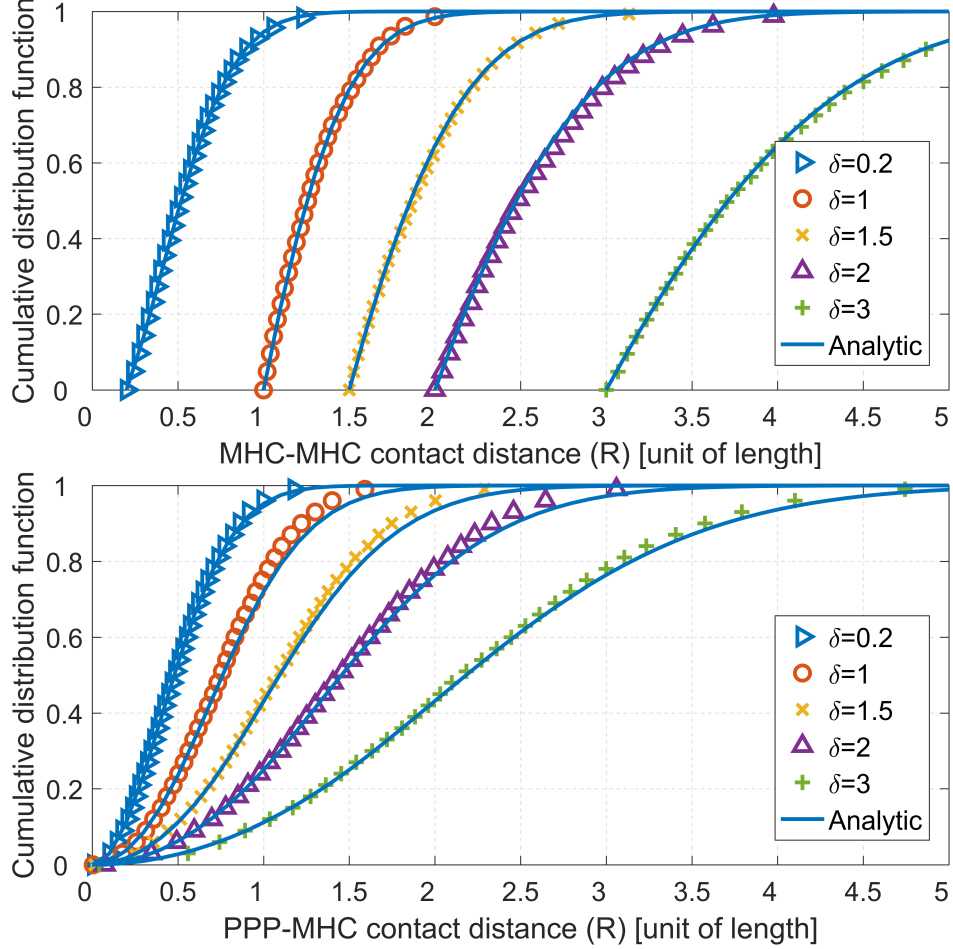 Cumulative distribution function
1
0.8
0.6
0.4
0.2
0
δ=0.2
δ=1
δ=1.5
δ=2
δ=3
Analytic
0 0.5 1 1.5 2 2.5 3 3.5 4 4.5 5
MHC-MHC contact distance (R) [unit of length]
Cumulative distribution function
1
0.8
0.6
0.4
0.2
0
δ=0.2
δ=1
δ=1.5
δ=2
δ=3
Analytic
0 0.5 1 1.5 2 2.5 3 3.5 4 4.5 5
PPP-MHC contact distance (R) [unit of length]